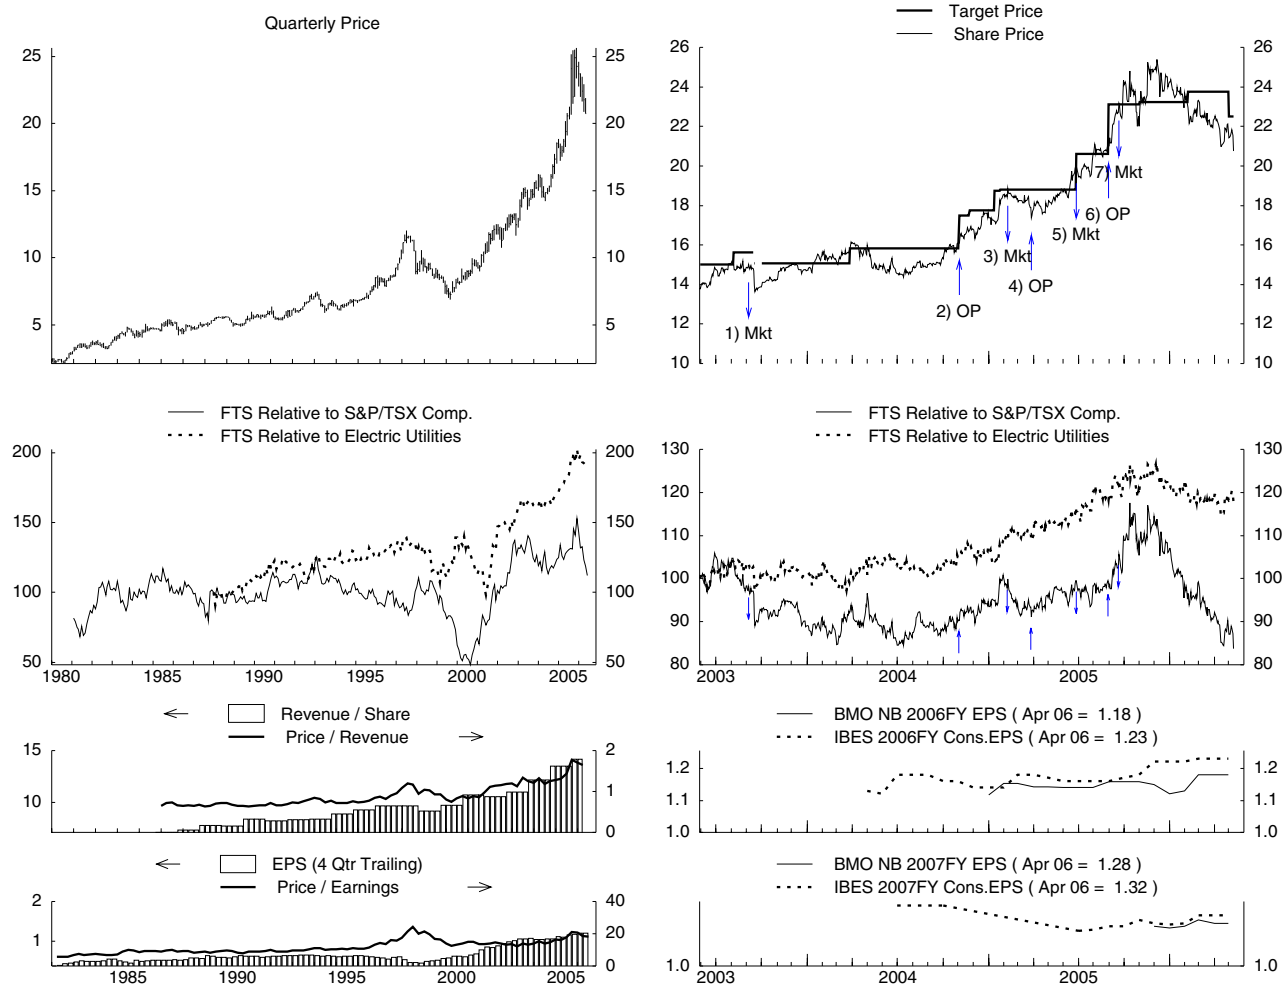 Quarterly Price
25 25
20 20
15 15
10 10
5 5
Target Price
Share Price
26 26
24 24
22 22
20 20
18 18
16 16
14 14
12 12
10 10
7) Mkt
6) OP
5) Mkt
3) Mkt
4) OP
2) OP
1) Mkt
FTS Relative to S&P/TSX Comp.
FTS Relative to Electric Utilities
200 200
150 150
100 100
50 50
1980 1985 1990 1995 2000 2005
FTS Relative to S&P/TSX Comp.
FTS Relative to Electric Utilities
130 130
120 120
110 110
100 100
90 90
80 80
2003 2004 2005
Revenue / Share
Price / Revenue
15 2
10 1
0
BMO NB 2006FY EPS ( Apr 06 = 1.18 )
IBES 2006FY Cons.EPS ( Apr 06 = 1.23 )
1.2 1.2
1.1 1.1
1.0 1.0
EPS (4 Qtr Trailing)
Price / Earnings
2 40
1 20
0
1985 1990 1995 2000 2005
BMO NB 2007FY EPS ( Apr 06 = 1.28 )
IBES 2007FY Cons.EPS ( Apr 06 = 1.32 )
1.0 1.0
2003 2004 2005